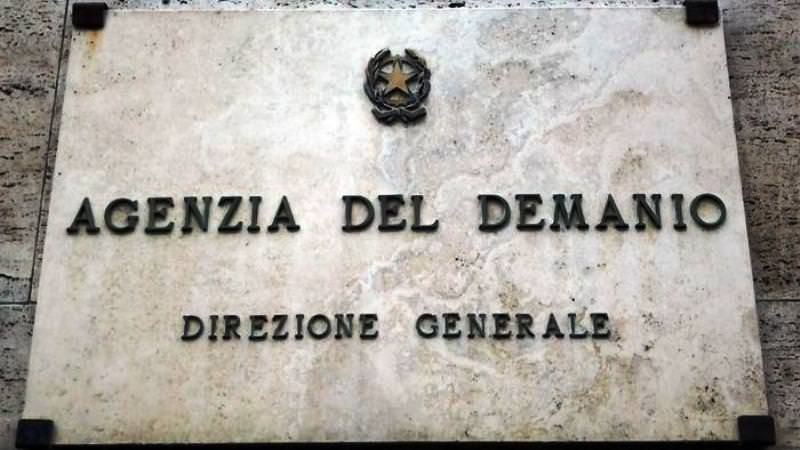 AGENZIA DEL DEMANIO
DIREZIONE GENERALE